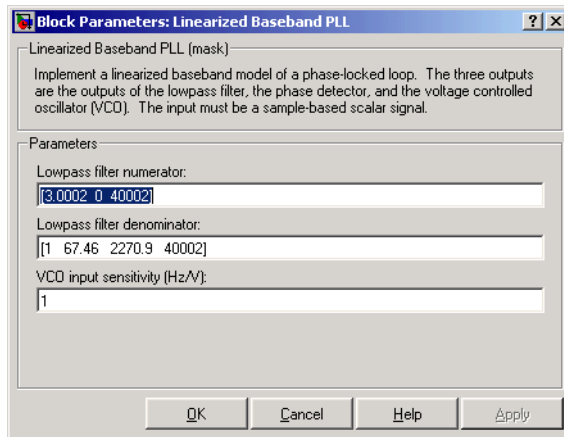 Block Parameters: Linearized Baseband PLL
Linearized Baseband PLL (mask)
Implement a linearized baseband model of a phase-locked loop. The three outputs
are the outputs of the lowpass filter, the phase detector, and the voltage controlled
oscillator (VCO). The input must be a sample-based scalar signal.
Parameters
Lowpass filter numerator:
[3.0002 0 40002]
Lowpass filter denominator:
[1 67.46 2270.9 40002]
VCO input sensitivity (Hz/V):
1
OK Cancel Help Apply